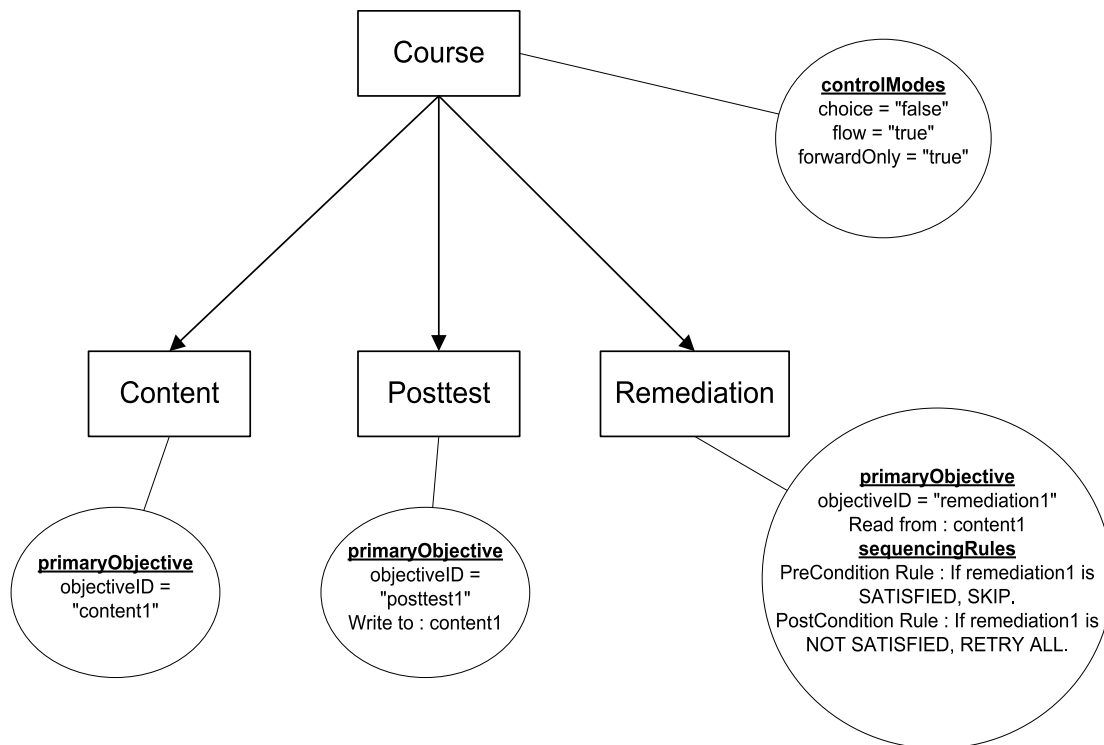 Course
controlModes
choice = "false"
flow = "true"
forwardOnly = "true"
Content
Posttest
Remediation
primaryObjective
objectiveID =
"content1"
primaryObjective
objectiveID =
"posttest1"
Write to : content1
primaryObjective
objectiveID = "remediation1"
Read from : content1
sequencingRules
PreCondition Rule : If remediation1 is
SATISFIED, SKIP.
PostCondition Rule : If remediation1 is
NOT SATISFIED, RETRY ALL.